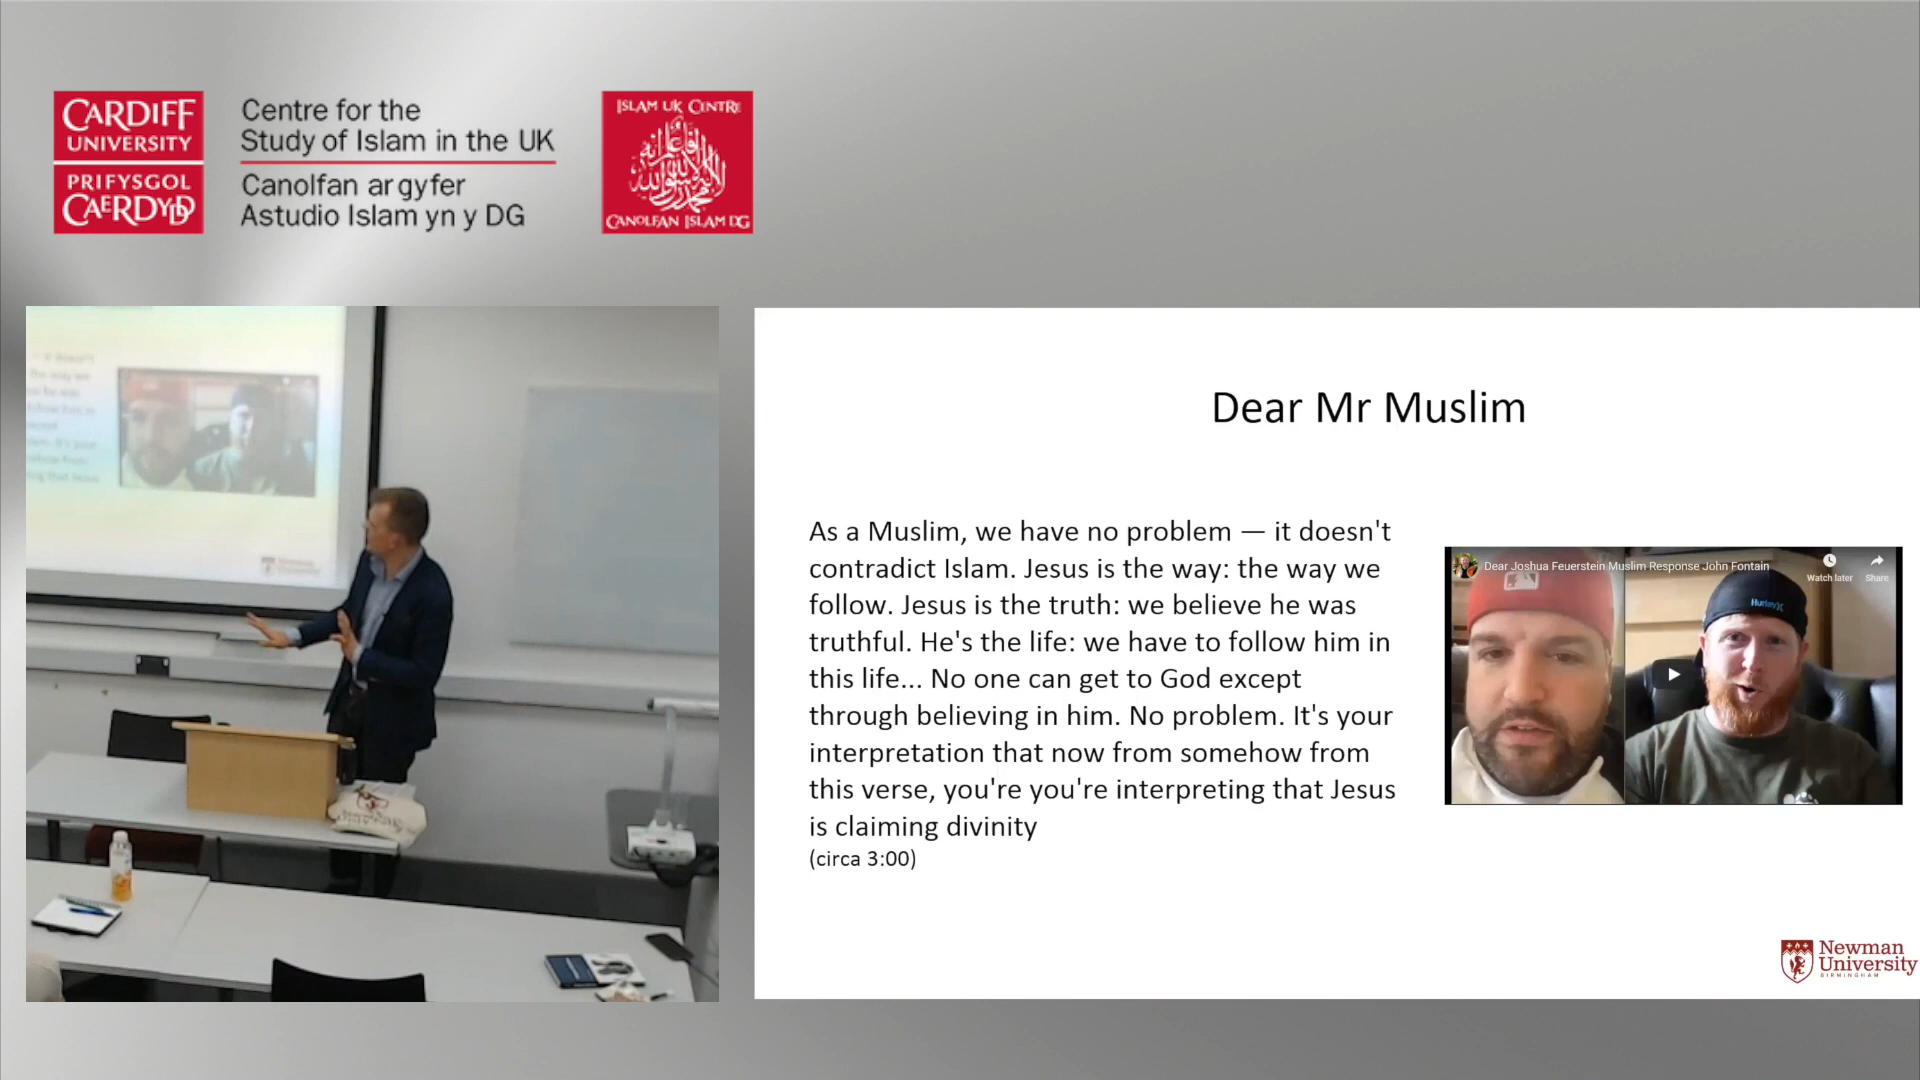 CARDIFF
UNIVERSITY
PRIFYSGOL
CAERDYDD
Centre for the
Study of Islam in the UK
Canolfan ar gyfer
Astudio Islam yn y DG
ISLAM UK CENTRE
CANOLFAN ISLAM DG
Dear Mr Muslim
As a Muslim, we have no problem — it doesn't
contradict Islam. Jesus is the way: the way we
follow. Jesus is the truth: we believe he was
truthful. He's the life: we have to follow him in
this life... No one can get to God except
through believing in him. No problem. It's your
interpretation that now from somehow from
this verse, you're you're interpreting that Jesus
is claiming divinity
(circa 3:00)
Dear Joshua Feuerstein Muslim Response John Fontain
Watch later
Share
Hurley
Newman
University
BIRMINGHAM